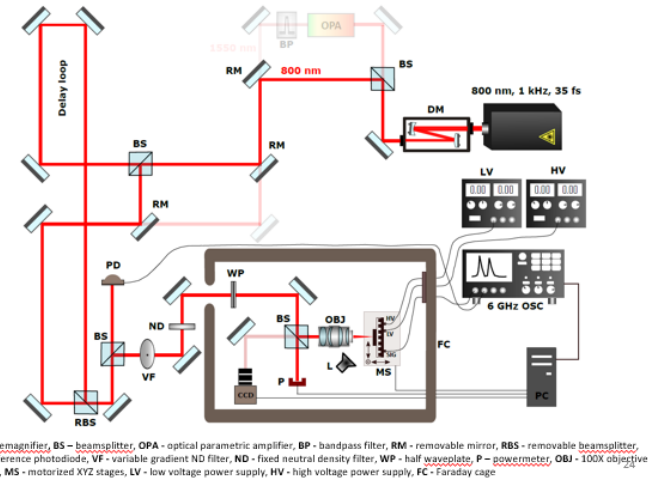 1550 nm
BP
OPA
RM
800 nm
BS
800 nm, 1 kHz, 35 fs
DM
Delay loop
BS
RM
LV
HV
0.00 0.00
0.00 0.00
RM
PD
WP
6 GHz OSC
ND
BS
OBJ
HV
LV
SIG
BS
VF
L
MS
FC
P
CCD
PC
RBS
emagnifier, BS – beamsplitter, OPA - optical parametric amplifier, BP - bandpass filter, RM - removable mirror, RBS - removable beamsplitter,
erence photodiode, VF - variable gradient ND filter, ND - fixed neutral density filter, WP - half waveplate, P – powermeter, OBJ - 100X objective
, MS - motorized XYZ stages, LV - low voltage power supply, HV - high voltage power supply, FC - Faraday cage
24